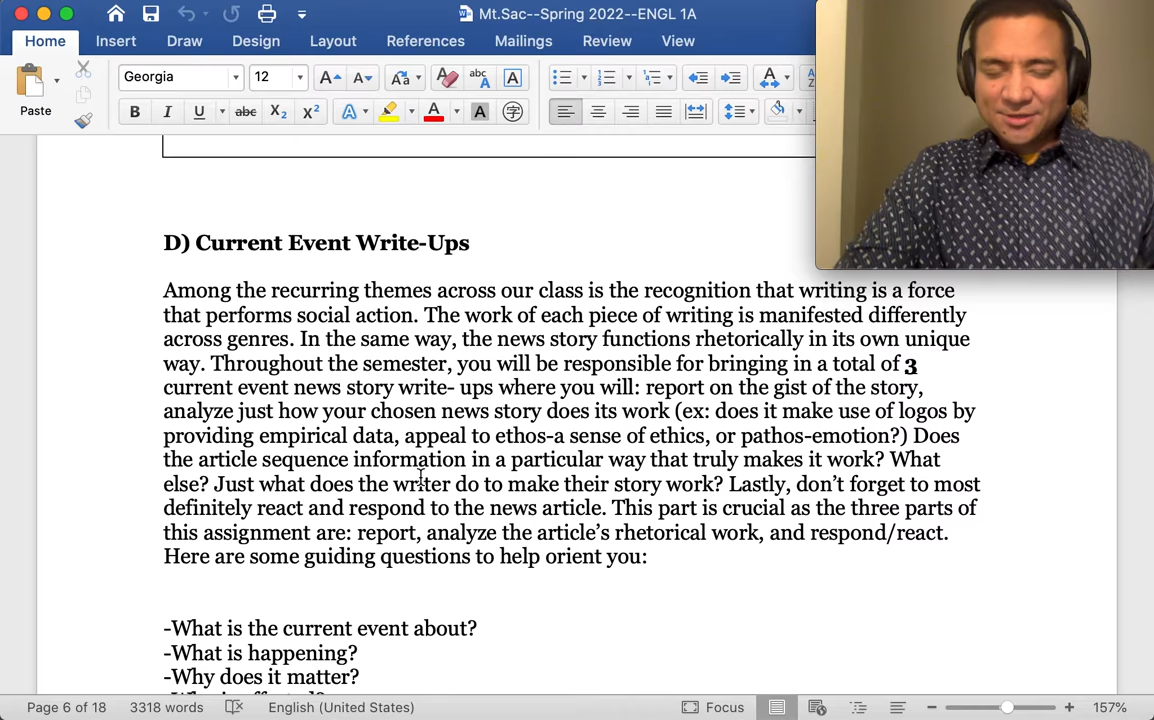 Mt.Sac--Spring 2022--ENGL 1A
Home Insert Draw Design Layout References Mailings Review View
Paste Georgia 12
D) Current Event Write-Ups
Among the recurring themes across our class is the recognition that writing is a force
that performs social action. The work of each piece of writing is manifested differently
across genres. In the same way, the news story functions rhetorically in its own unique
way. Throughout the semester, you will be responsible for bringing in a total of 3
current event news story write- ups where you will: report on the gist of the story,
analyze just how your chosen news story does its work (ex: does it make use of logos by
providing empirical data, appeal to ethos-a sense of ethics, or pathos-emotion?) Does
the article sequence information in a particular way that truly makes it work? What
else? Just what does the writer do to make their story work? Lastly, don't forget to most
definitely react and respond to the news article. This part is crucial as the three parts of
this assignment are: report, analyze the article's rhetorical work, and respond/react.
Here are some guiding questions to help orient you:
-What is the current event about?
-What is happening?
-Why does it matter?
Page 6 of 18 3318 words English (United States) Focus 157%